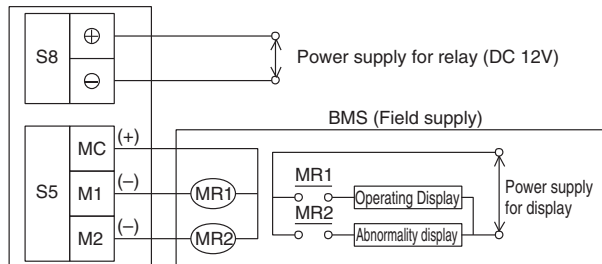 S8
⊕
⊖
Power supply for relay (DC 12V)
BMS (Field supply)
S5
MC
(+)
M1
(–)
MR1
M2
(–)
MR2
MR1
Operating Display
MR2
Abnormality display
Power supply
for display